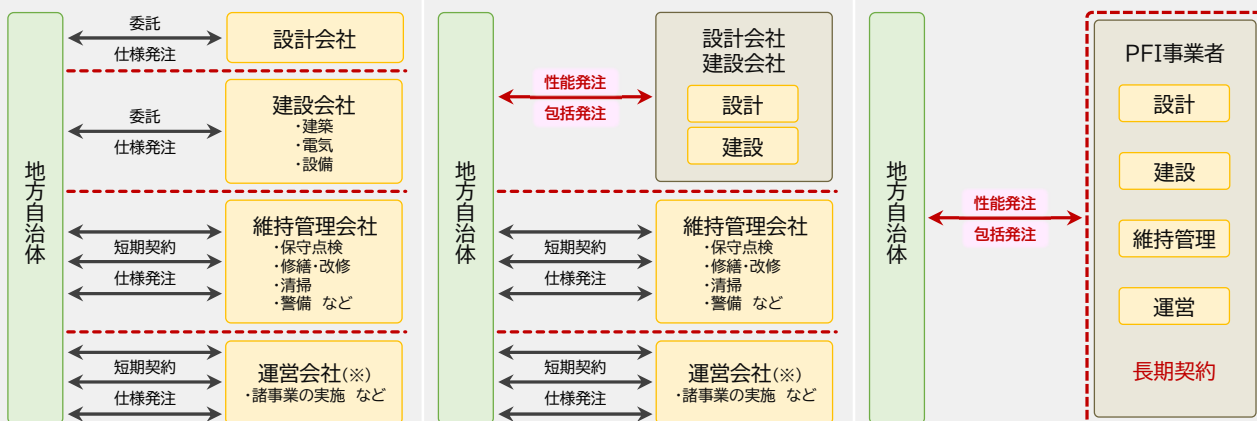 地方自治体
委託
仕様発注
設計会社
委託
仕様発注
建設会社
・建築
・電気
・設備
短期契約
仕様発注
維持管理会社
・保守点検
・修繕・改修
・清掃
・警備 など
短期契約
仕様発注
運営会社(※)
・諸事業の実施 など
地方自治体
性能発注
包括発注
設計会社
建設会社
設計
建設
短期契約
仕様発注
維持管理会社
・保守点検
・修繕・改修
・清掃
・警備 など
短期契約
仕様発注
運営会社(※)
・諸事業の実施 など
地方自治体
性能発注
包括発注
PFI事業者
設計
建設
維持管理
運営
長期契約